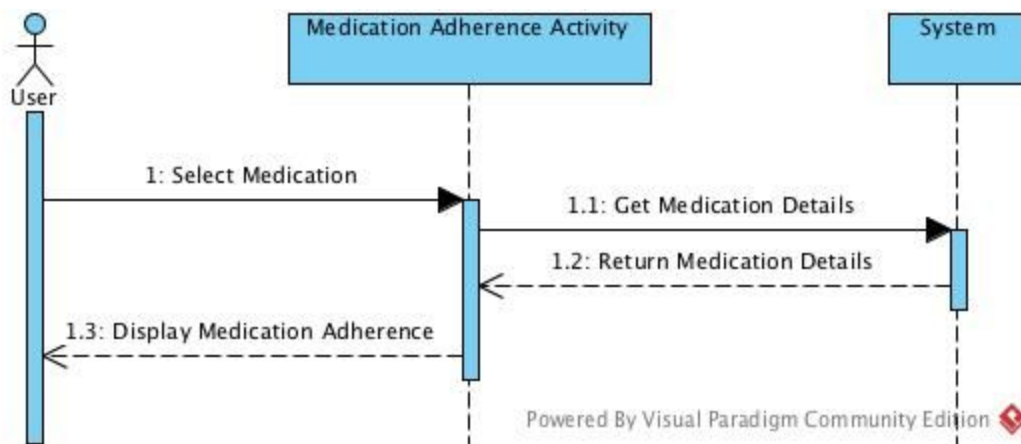 Medication Adherence Activity
System
User
1: Select Medication
1.1: Get Medication Details
1.2: Return Medication Details
1.3: Display Medication Adherence
Powered By Visual Paradigm Community Edition